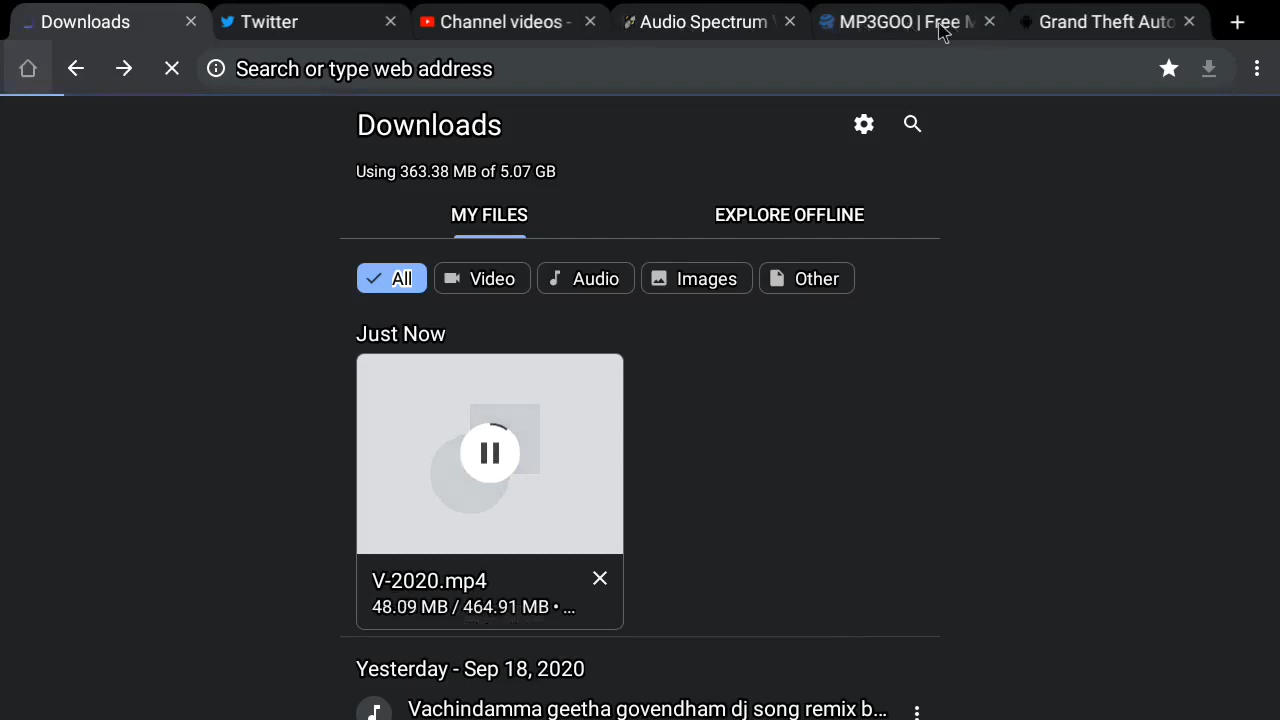 Downloads
Twitter
Channel videos -
Audio Spectrum
MP3GOO | Free M
Grand Theft Auto
Search or type web address
Downloads
Using 363.38 MB of 5.07 GB
MY FILES
EXPLORE OFFLINE
All
Video
Audio
Images
Other
Just Now
V-2020.mp4
48.09 MB / 464.91 MB • ...
Yesterday - Sep 18, 2020
Vachindamma geetha govendham dj song remix b...